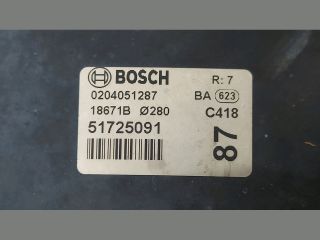 BOSCH R: 7
0204051287 BA 623
18671B Ø280 C418
51725091
87